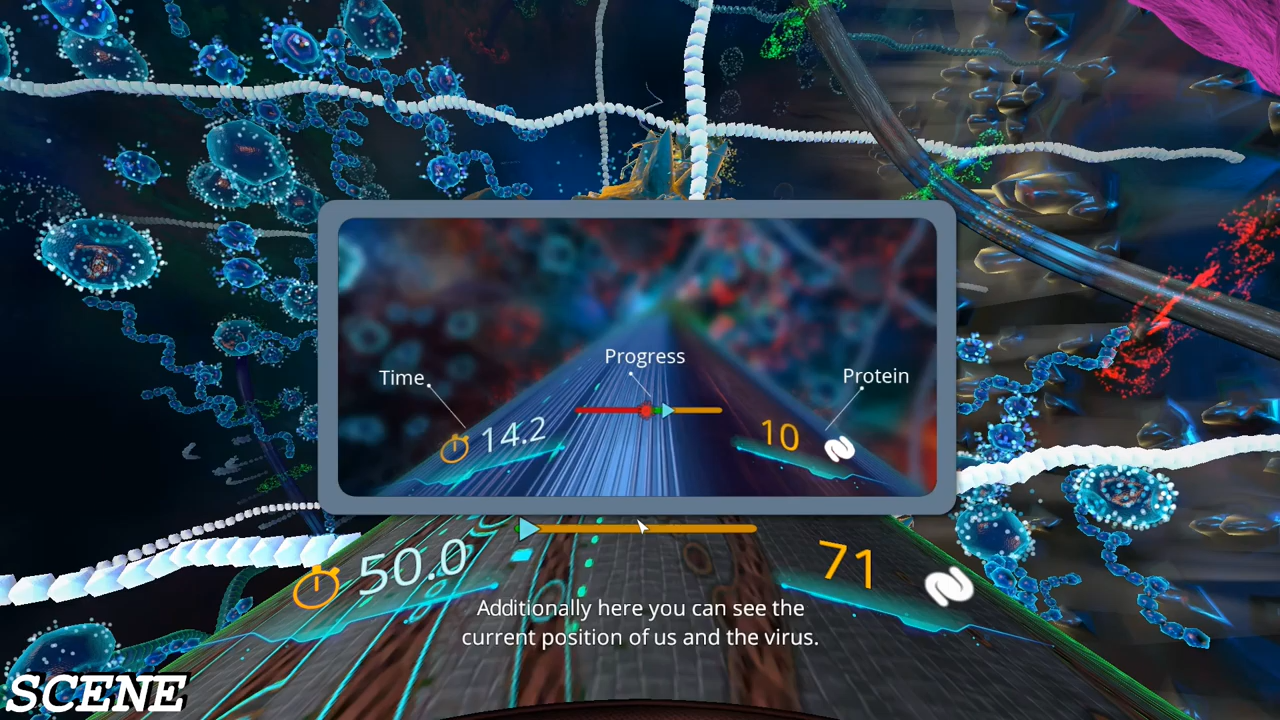 Progress
Time
Protein
14.2
10
50.0
71
Additionally here you can see the
current position of us and the virus.
SCENE